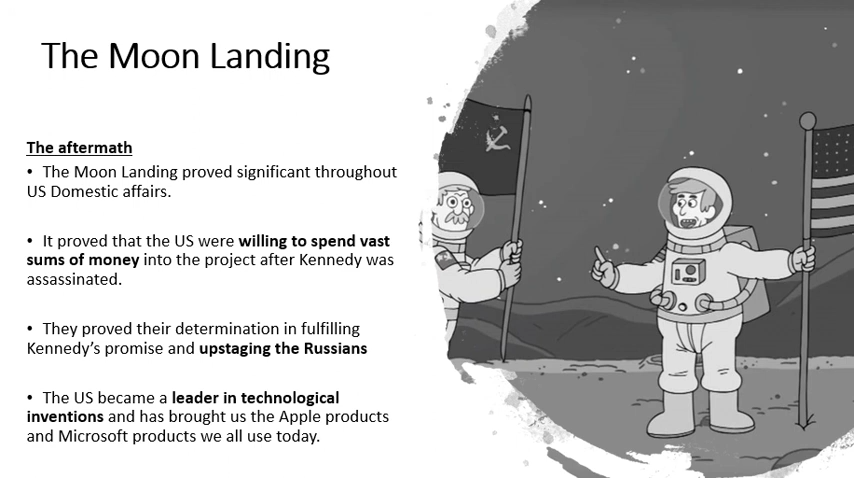 The Moon Landing
The aftermath
• The Moon Landing proved significant throughout
US Domestic affairs.
• It proved that the US were willing to spend vast
sums of money into the project after Kennedy was
assassinated.
• They proved their determination in fulfilling
Kennedy’s promise and upstaging the Russians
• The US became a leader in technological
inventions and has brought us the Apple products
and Microsoft products we all use today.